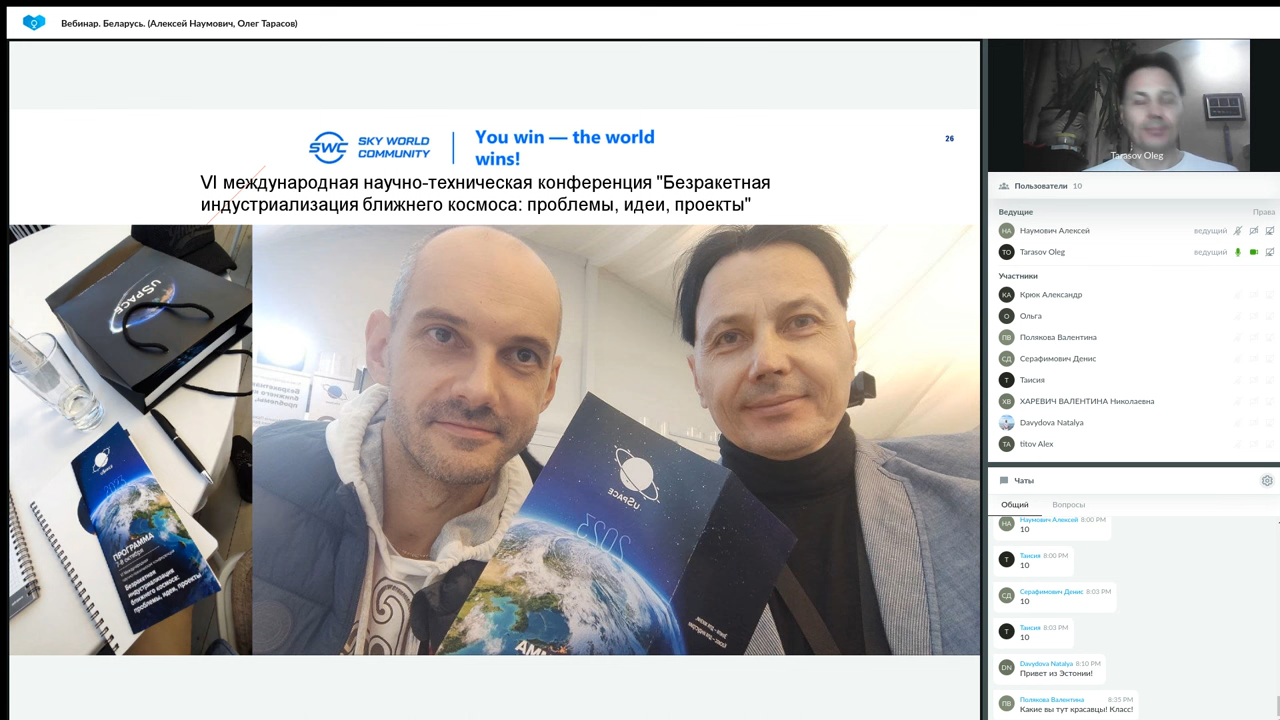 Вебинар. Беларусь. (Алексей Наумович, Олег Тарасов)
SWC
SKY WORLD
COMMUNITY
You win — the world
wins!
26
VI международная научно-техническая конференция "Безракетная
индустриализация ближнего космоса: проблемы, идеи, проекты"
uSPACE
uSpace
2023
ПРОГРАММА
7-8 октября
Безракетная
индустриализация
ближнего космоса:
проблемы, идеи, проекты
uSPACE
2023
Tarasov Oleg
Пользователи 10
Ведущие Права
НА Наумович Алексей ведущий
TO Tarasov Oleg ведущий
Участники
КА Крюк Александр
О Ольга
ПВ Полякова Валентина
СД Серафимович Денис
Т Таисия
ХВ ХАРЕВИЧ ВАЛЕНТИНА Николаевна
Davydova Natalya
TA titov Alex
Чаты
Общий Вопросы
НА Наумович Алексей 8:00 PM
10
Т Таисия 8:00 PM
10
СД Серафимович Денис 8:03 PM
10
Т Таисия 8:03 PM
10
DN Davydova Natalya 8:10 PM
Привет из Эстонии!
ПВ Полякова Валентина 8:35 PM
Какие вы тут красавцы! Класс!